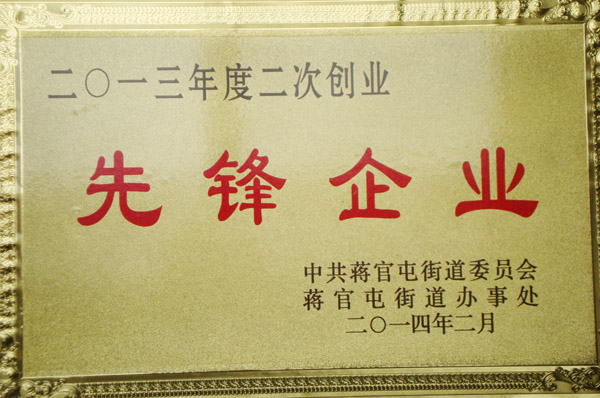 二〇一三年度二次创业
先锋企业
中共蒋官屯街道委员会
蒋官屯街道办事处
二〇一四年二月